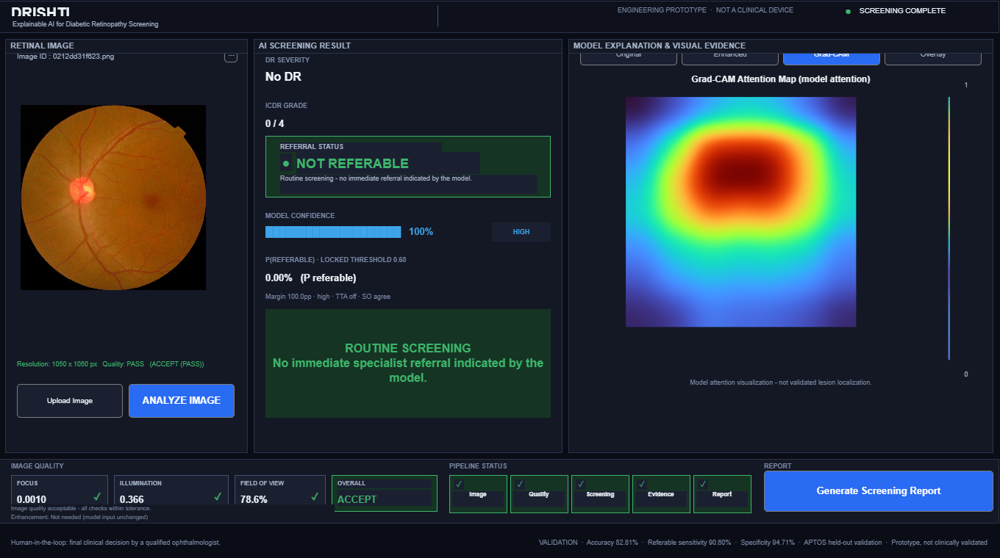 DRISHTI
Explainable AI for Diabetic Retinopathy Screening
ENGINEERING PROTOTYPE · NOT A CLINICAL DEVICE
SCREENING COMPLETE
RETINAL IMAGE
Image ID : 0212dd31f623.png
Resolution: 1050 x 1050 px Quality: PASS (ACCEPT (PASS))
Upload Image
ANALYZE IMAGE
AI SCREENING RESULT
DR SEVERITY
No DR
ICDR GRADE
0 / 4
REFERRAL STATUS
NOT REFERABLE
Routine screening - no immediate referral indicated by the model.
MODEL CONFIDENCE
100%
HIGH
P(REFERABLE) · LOCKED THRESHOLD 0.60
0.00% (P referable)
Margin 100.0pp · high · TTA off · SO agree
ROUTINE SCREENING
No immediate specialist referral indicated by the
model.
MODEL EXPLANATION & VISUAL EVIDENCE
Original
Enhanced
Grad-CAM
Overlay
Grad-CAM Attention Map (model attention)
1
0
Model attention visualization - not validated lesion localization.
IMAGE QUALITY
FOCUS
0.0010 ✓
ILLUMINATION
0.366 ✓
FIELD OF VIEW
78.6% ✓
OVERALL
ACCEPT
Image quality acceptable - all checks within tolerance.
Enhancement: Not needed (model input unchanged)
PIPELINE STATUS
✓ Image
✓ Quality
✓ Screening
✓ Evidence
✓ Report
REPORT
Generate Screening Report
Human-in-the-loop: final clinical decision by a qualified ophthalmologist.
VALIDATION · Accuracy 82.81% · Referable sensitivity 90.60% · Specificity 94.71% · APTOS held-out validation · Prototype, not clinically validated